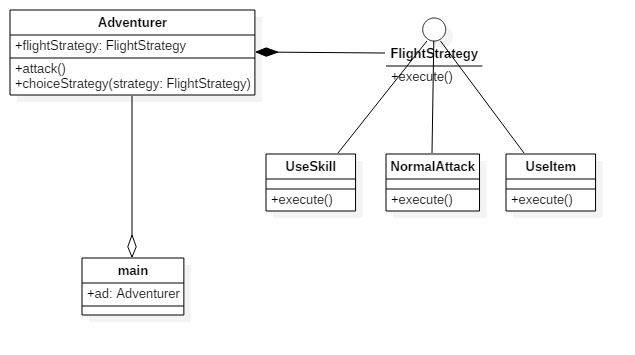 Adventurer
+flightStrategy: FlightStrategy
+attack()
+choiceStrategy(strategy: FlightStrategy)
FlightStrategy
+execute()
UseSkill
+execute()
NormalAttack
+execute()
UseItem
+execute()
main
+ad: Adventurer